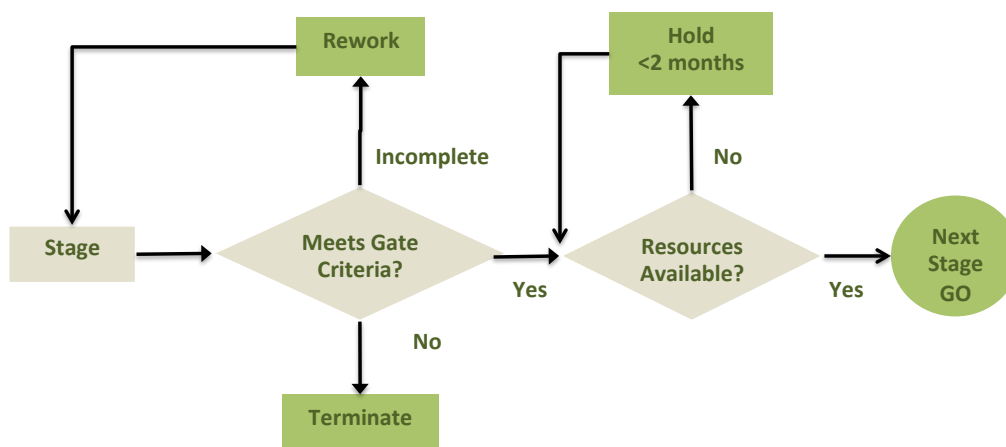 Rework
Hold
<2 months
Incomplete
No
Stage
Meets Gate
Criteria?
Yes
Resources
Available?
Yes
Next
Stage
GO
No
Terminate